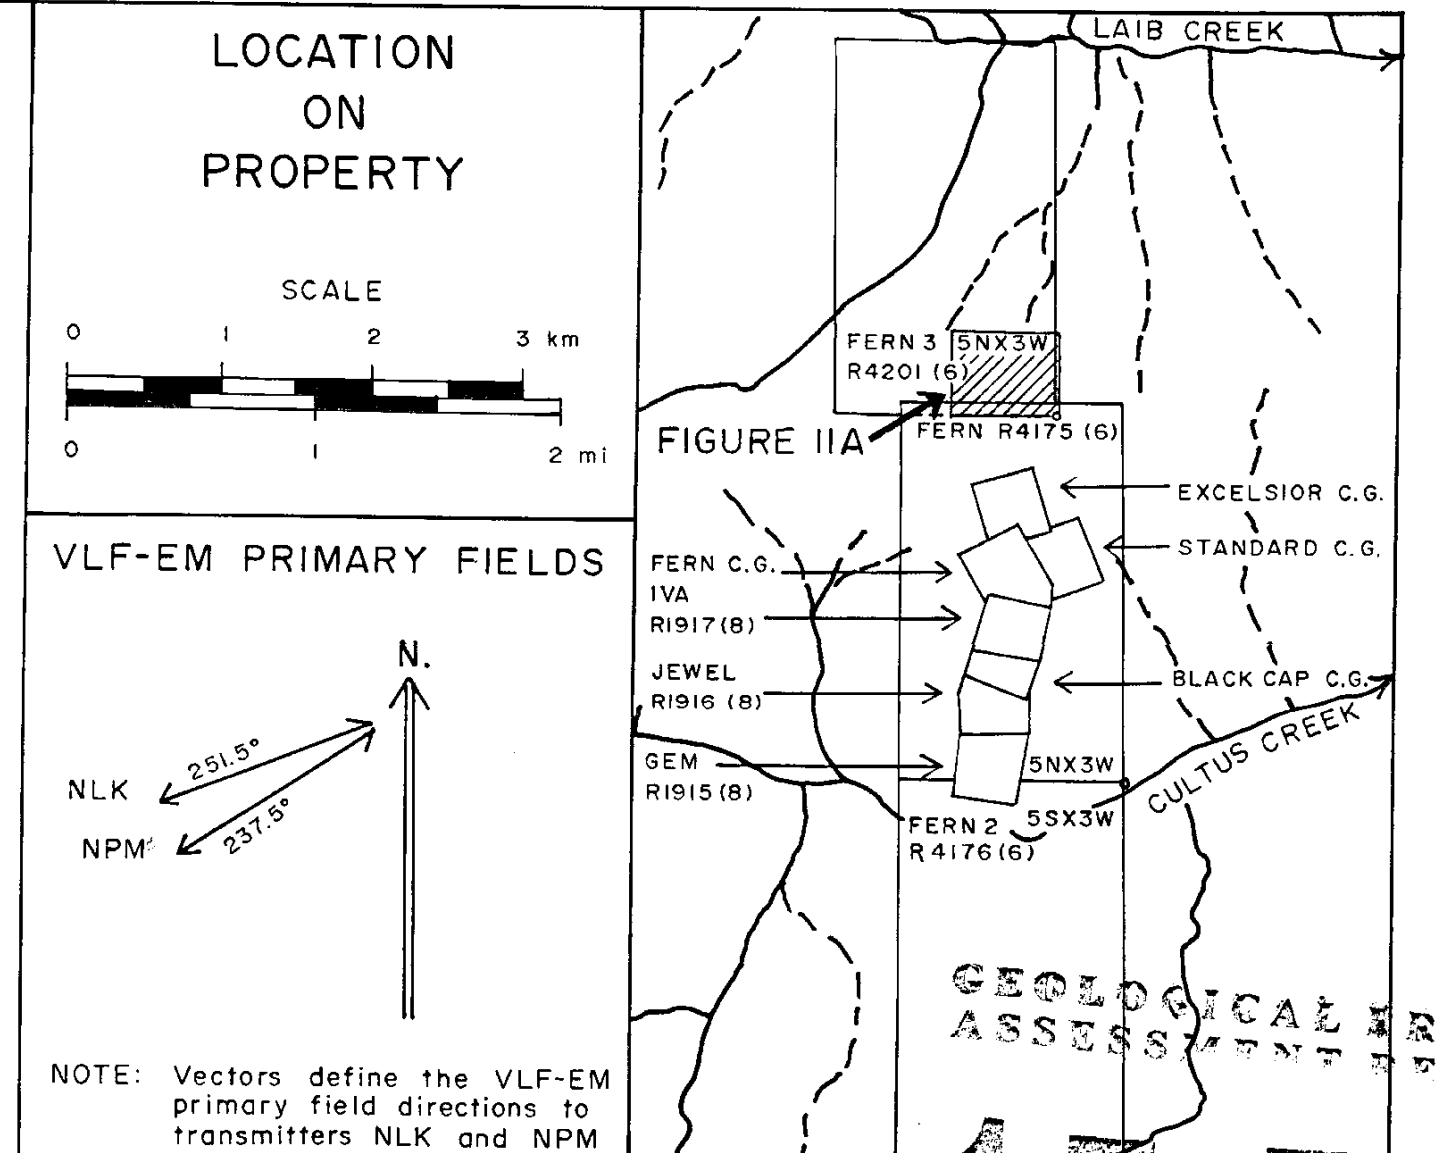 LOCATION
ON
PROPERTY
SCALE
0 1 2 3 km
0 1 2 mi
VLF-EM PRIMARY FIELDS
N.
251.5°
NLK
237.5°
NPM
NOTE: Vectors define the VLF-EM
primary field directions to
transmitters NLK and NPM
LAIB CREEK
FERN 3 5NX3W
R4201 (6)
FIGURE 11A
FERN R4175 (6)
EXCELSIOR C.G.
STANDARD C.G.
FERN C.G.
IVA
R1917(8)
JEWEL
R1916 (8)
BLACK CAP C.G.
GEM
R1915(8)
5NX3W
CULTUS CREEK
5SX3W
FERN 2
R4176(6)
GEOLOGICAL
ASSESSMENT